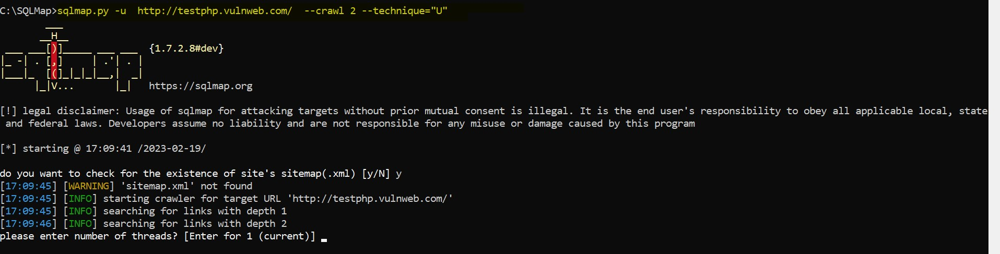 C:\SQLMap>sqlmap.py -u  http://testphp.vulnweb.com/  --crawl 2 --technique="U"
        ___
       __H__
 ___ ___[)]_____ ___ ___  {1.7.2.8#dev}
|_ -| . [,]     | .'| . |
|___|_  [(]_|_|_|__,|  _|
      |_|V...       |_|   https://sqlmap.org
[!] legal disclaimer: Usage of sqlmap for attacking targets without prior mutual consent is illegal. It is the end user's responsibility to obey all applicable local, state
 and federal laws. Developers assume no liability and are not responsible for any misuse or damage caused by this program
[*] starting @ 17:09:41 /2023-02-19/
do you want to check for the existence of site's sitemap(.xml) [y/N] y
[17:09:45] [WARNING] 'sitemap.xml' not found
[17:09:45] [INFO] starting crawler for target URL 'http://testphp.vulnweb.com/'
[17:09:45] [INFO] searching for links with depth 1
[17:09:46] [INFO] searching for links with depth 2
please enter number of threads? [Enter for 1 (current)]